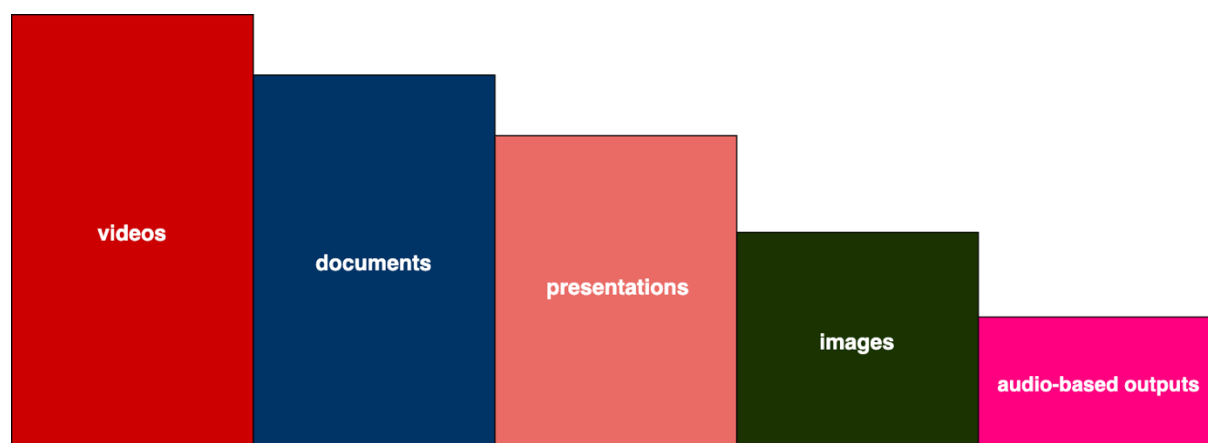 videos
documents
presentations
images
audio-based outputs